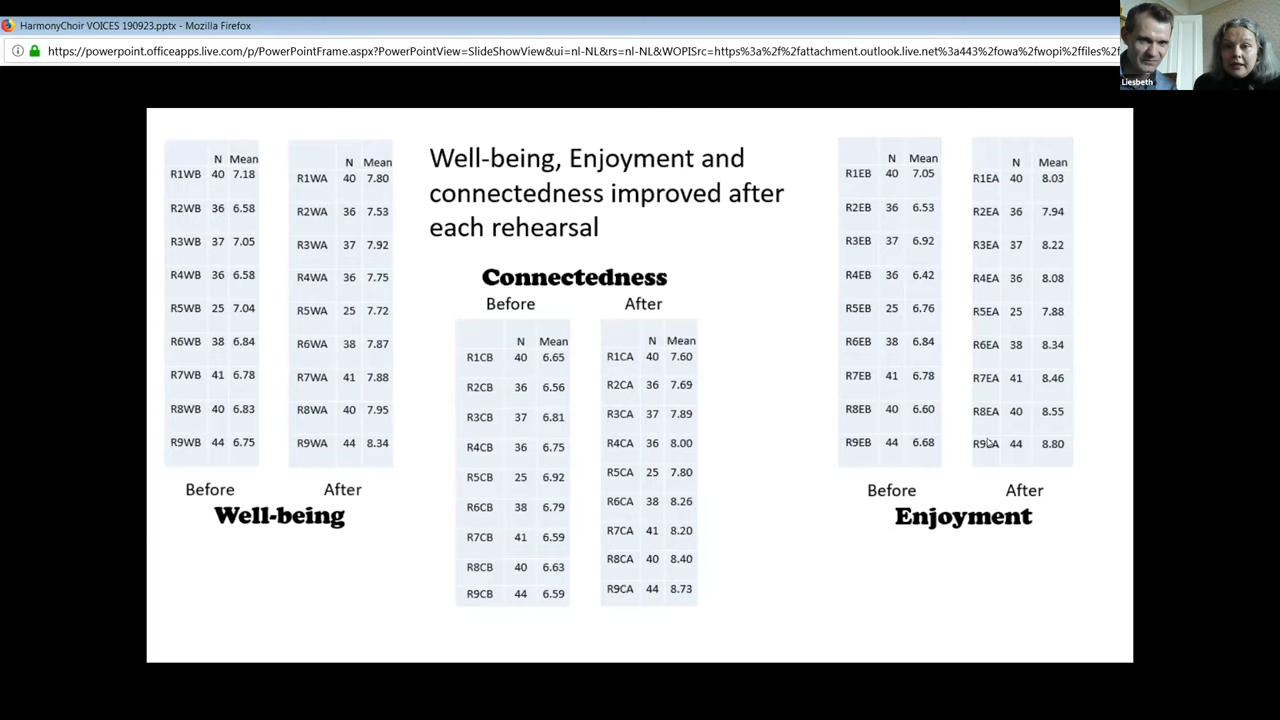 HarmonyChoir VOICES 190923.pptx - Mozilla Firefox
https://powerpoint.officeapps.live.com/p/PowerPointFrame.aspx?PowerPointView=SlideShowView&ui=nl-NL&rs=nl-NL&WOPISrc=https%3a%2f%2fattachment.outlook.live.net%3a443%2fowa%2fwopi%2ffiles%2f
Liesbeth
N Mean
R1WB 40 7.18
R2WB 36 6.58
R3WB 37 7.05
R4WB 36 6.58
R5WB 25 7.04
R6WB 38 6.84
R7WB 41 6.78
R8WB 40 6.83
R9WB 44 6.75
Before
N Mean
R1WA 40 7.80
R2WA 36 7.53
R3WA 37 7.92
R4WA 36 7.75
R5WA 25 7.72
R6WA 38 7.87
R7WA 41 7.88
R8WA 40 7.95
R9WA 44 8.34
After
Well-being
Well-being, Enjoyment and
connectedness improved after
each rehearsal
Connectedness
Before
N Mean
R1CB 40 6.65
R2CB 36 6.56
R3CB 37 6.81
R4CB 36 6.75
R5CB 25 6.92
R6CB 38 6.79
R7CB 41 6.59
R8CB 40 6.63
R9CB 44 6.59
After
N Mean
R1CA 40 7.60
R2CA 36 7.69
R3CA 37 7.89
R4CA 36 8.00
R5CA 25 7.80
R6CA 38 8.26
R7CA 41 8.20
R8CA 40 8.40
R9CA 44 8.73
N Mean
R1EB 40 7.05
R2EB 36 6.53
R3EB 37 6.92
R4EB 36 6.42
R5EB 25 6.76
R6EB 38 6.84
R7EB 41 6.78
R8EB 40 6.60
R9EB 44 6.68
Before
N Mean
R1EA 40 8.03
R2EA 36 7.94
R3EA 37 8.22
R4EA 36 8.08
R5EA 25 7.88
R6EA 38 8.34
R7EA 41 8.46
R8EA 40 8.55
R9EA 44 8.80
After
Enjoyment